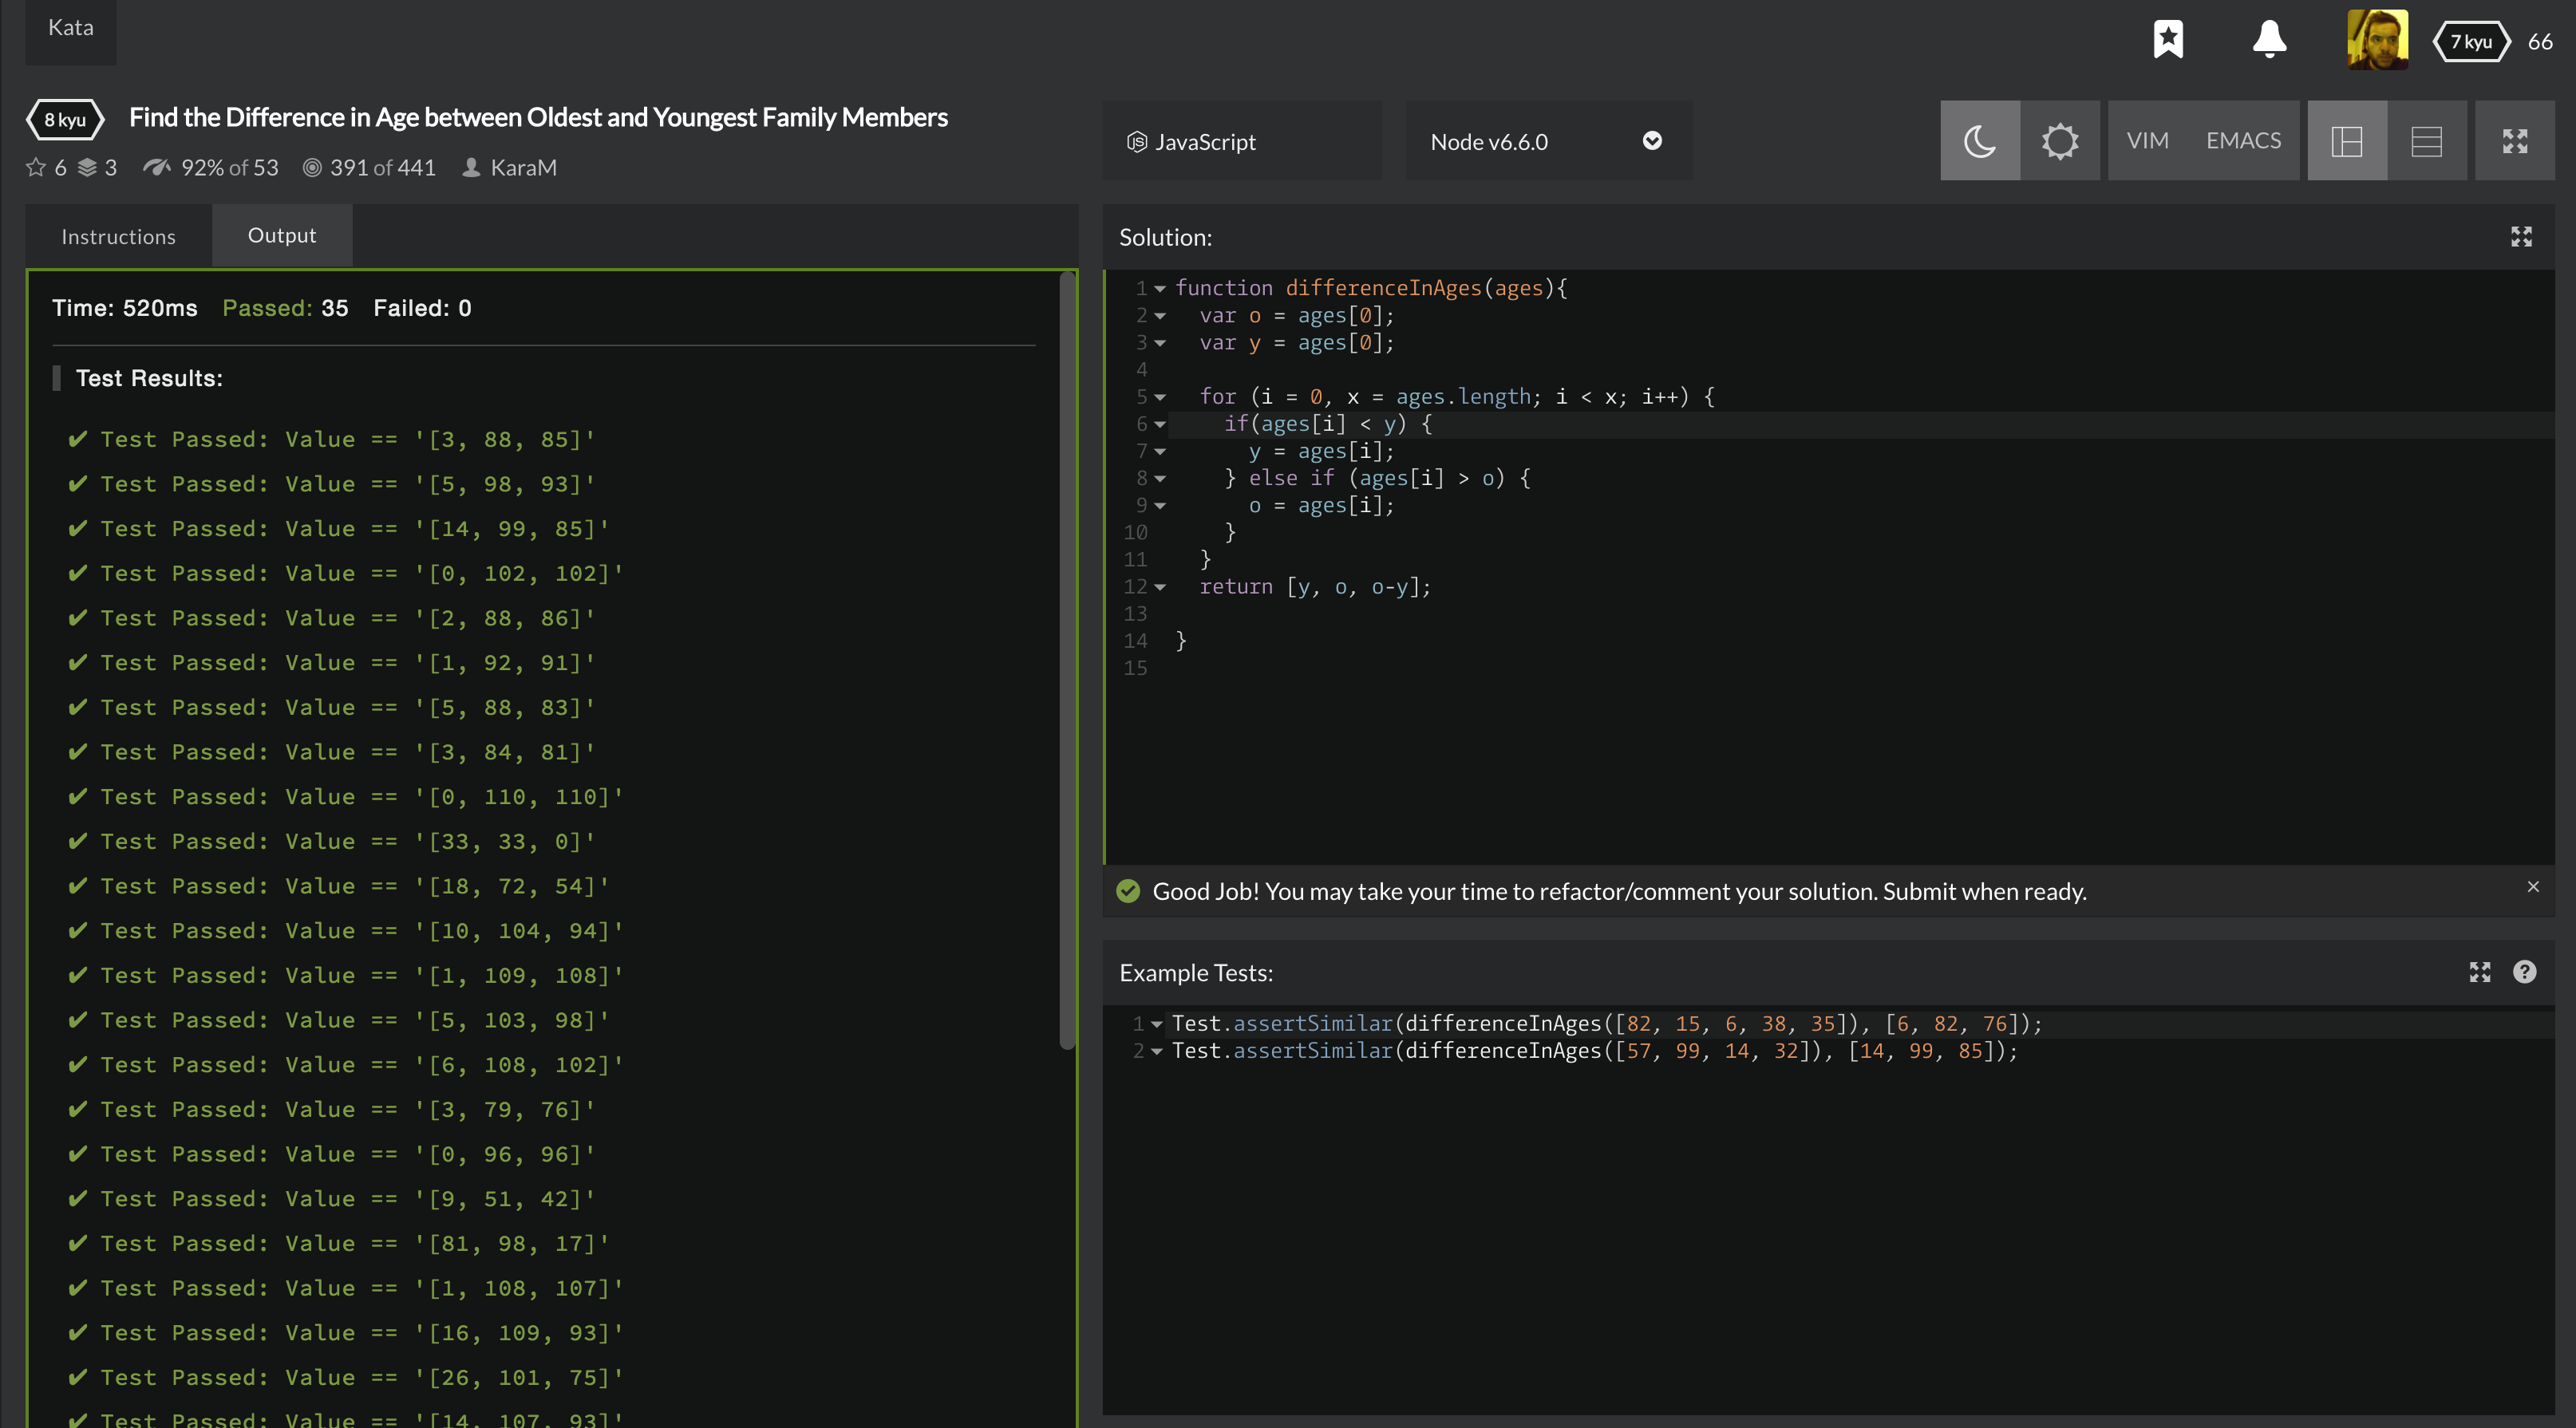 Kata
7 kyu 66
8 kyu Find the Difference in Age between Oldest and Youngest Family Members
6 3 92% of 53 391 of 441 KaraM
JavaScript
Node v6.6.0
VIM EMACS
Instructions
Output
Time: 520ms Passed: 35 Failed: 0
Test Results:
✔ Test Passed: Value == '[3, 88, 85]'
✔ Test Passed: Value == '[5, 98, 93]'
✔ Test Passed: Value == '[14, 99, 85]'
✔ Test Passed: Value == '[0, 102, 102]'
✔ Test Passed: Value == '[2, 88, 86]'
✔ Test Passed: Value == '[1, 92, 91]'
✔ Test Passed: Value == '[5, 88, 83]'
✔ Test Passed: Value == '[3, 84, 81]'
✔ Test Passed: Value == '[0, 110, 110]'
✔ Test Passed: Value == '[33, 33, 0]'
✔ Test Passed: Value == '[18, 72, 54]'
✔ Test Passed: Value == '[10, 104, 94]'
✔ Test Passed: Value == '[1, 109, 108]'
✔ Test Passed: Value == '[5, 103, 98]'
✔ Test Passed: Value == '[6, 108, 102]'
✔ Test Passed: Value == '[3, 79, 76]'
✔ Test Passed: Value == '[0, 96, 96]'
✔ Test Passed: Value == '[9, 51, 42]'
✔ Test Passed: Value == '[81, 98, 17]'
✔ Test Passed: Value == '[1, 108, 107]'
✔ Test Passed: Value == '[16, 109, 93]'
✔ Test Passed: Value == '[26, 101, 75]'
✔ Test Passed: Value == '[14, 107, 93]'
Solution:
1 function differenceInAges(ages){
2 var o = ages[0];
3 var y = ages[0];
4
5 for (i = 0, x = ages.length; i < x; i++) {
6 if(ages[i] < y) {
7 y = ages[i];
8 } else if (ages[i] > o) {
9 o = ages[i];
10 }
11 }
12 return [y, o, o-y];
13
14 }
15
Good Job! You may take your time to refactor/comment your solution. Submit when ready.
Example Tests:
1 Test.assertSimilar(differenceInAges([82, 15, 6, 38, 35]), [6, 82, 76]);
2 Test.assertSimilar(differenceInAges([57, 99, 14, 32]), [14, 99, 85]);